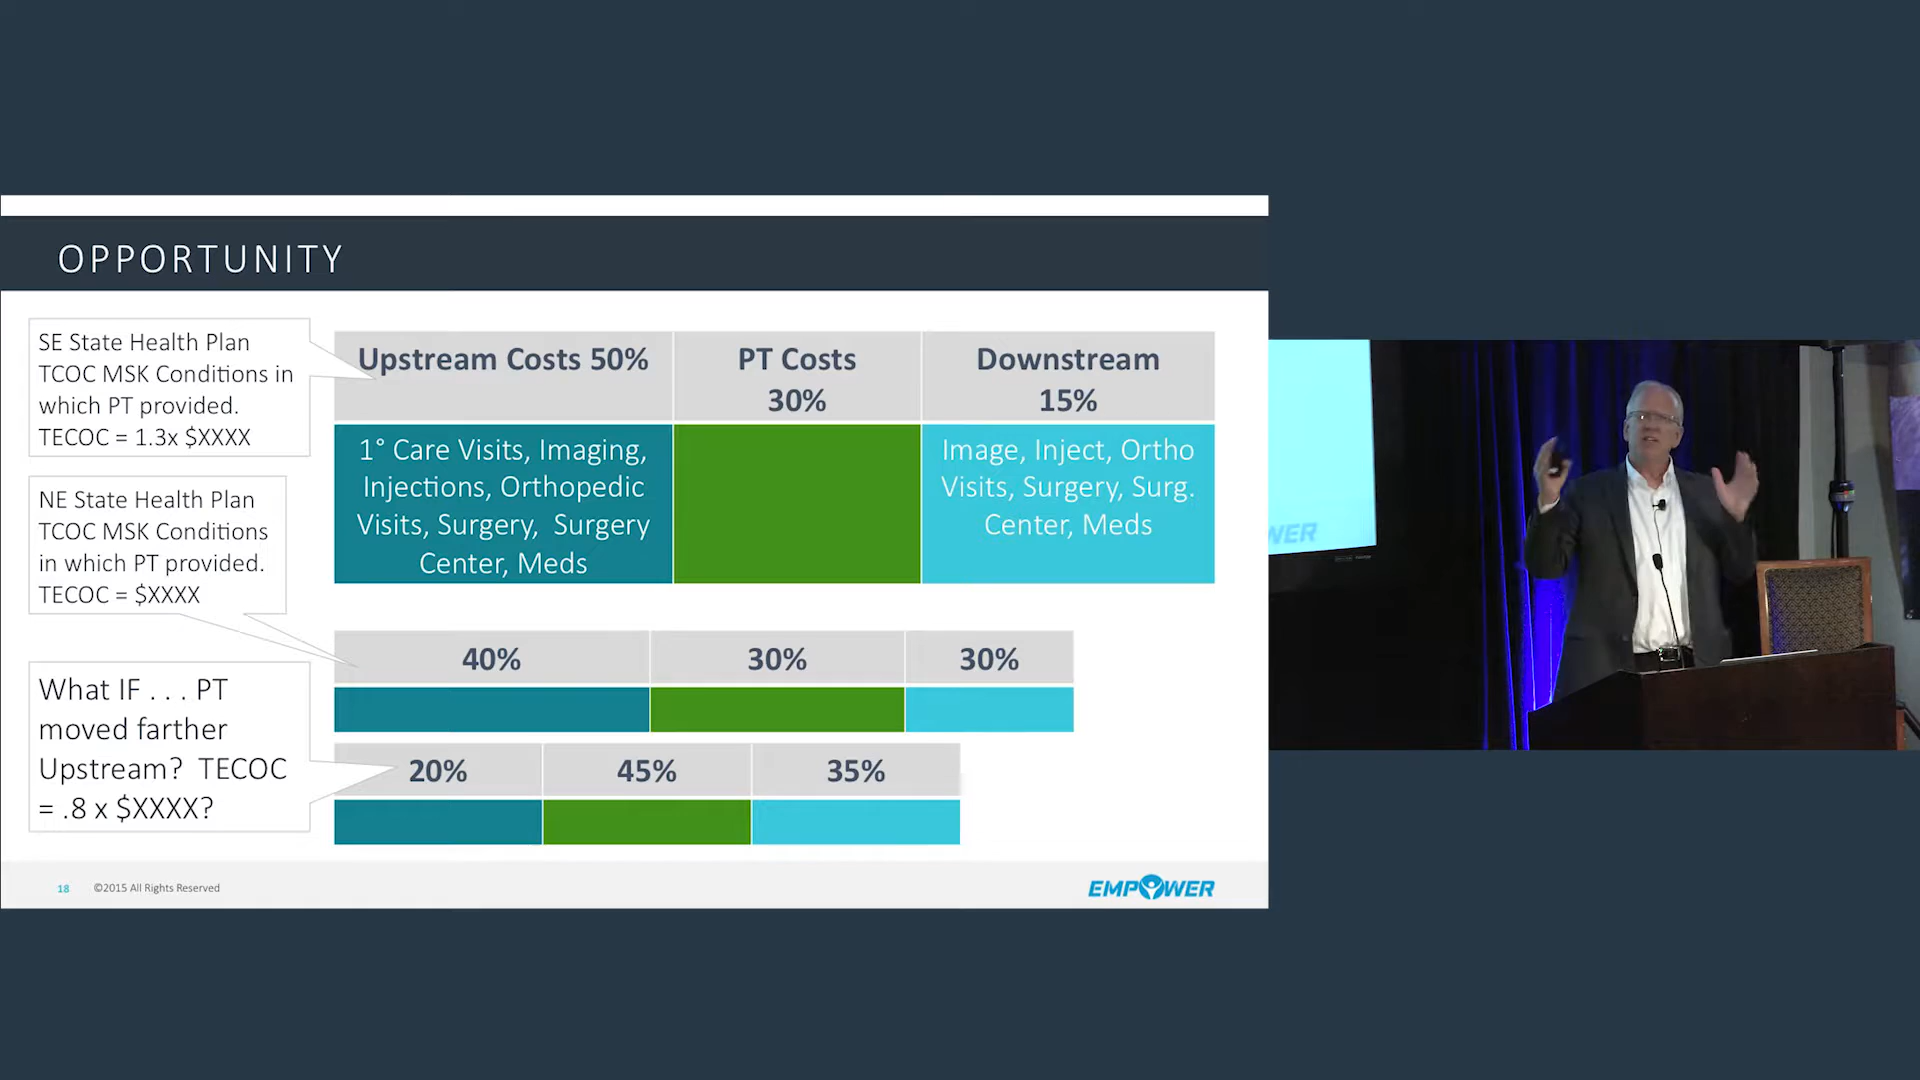 OPPORTUNITY
SE State Health Plan
TCOC MSK Conditions in
which PT provided.
TECOC = 1.3x $XXXX
Upstream Costs 50%
PT Costs
30%
Downstream
15%
1° Care Visits, Imaging,
Injections, Orthopedic
Visits, Surgery, Surgery
Center, Meds
Image, Inject, Ortho
Visits, Surgery, Surg.
Center, Meds
NE State Health Plan
TCOC MSK Conditions
in which PT provided.
TECOC = $XXXX
40%
30%
30%
What IF . . . PT
moved farther
Upstream? TECOC
= .8 x $XXXX?
20%
45%
35%
18
©2015 All Rights Reserved
EMPOWER
WER